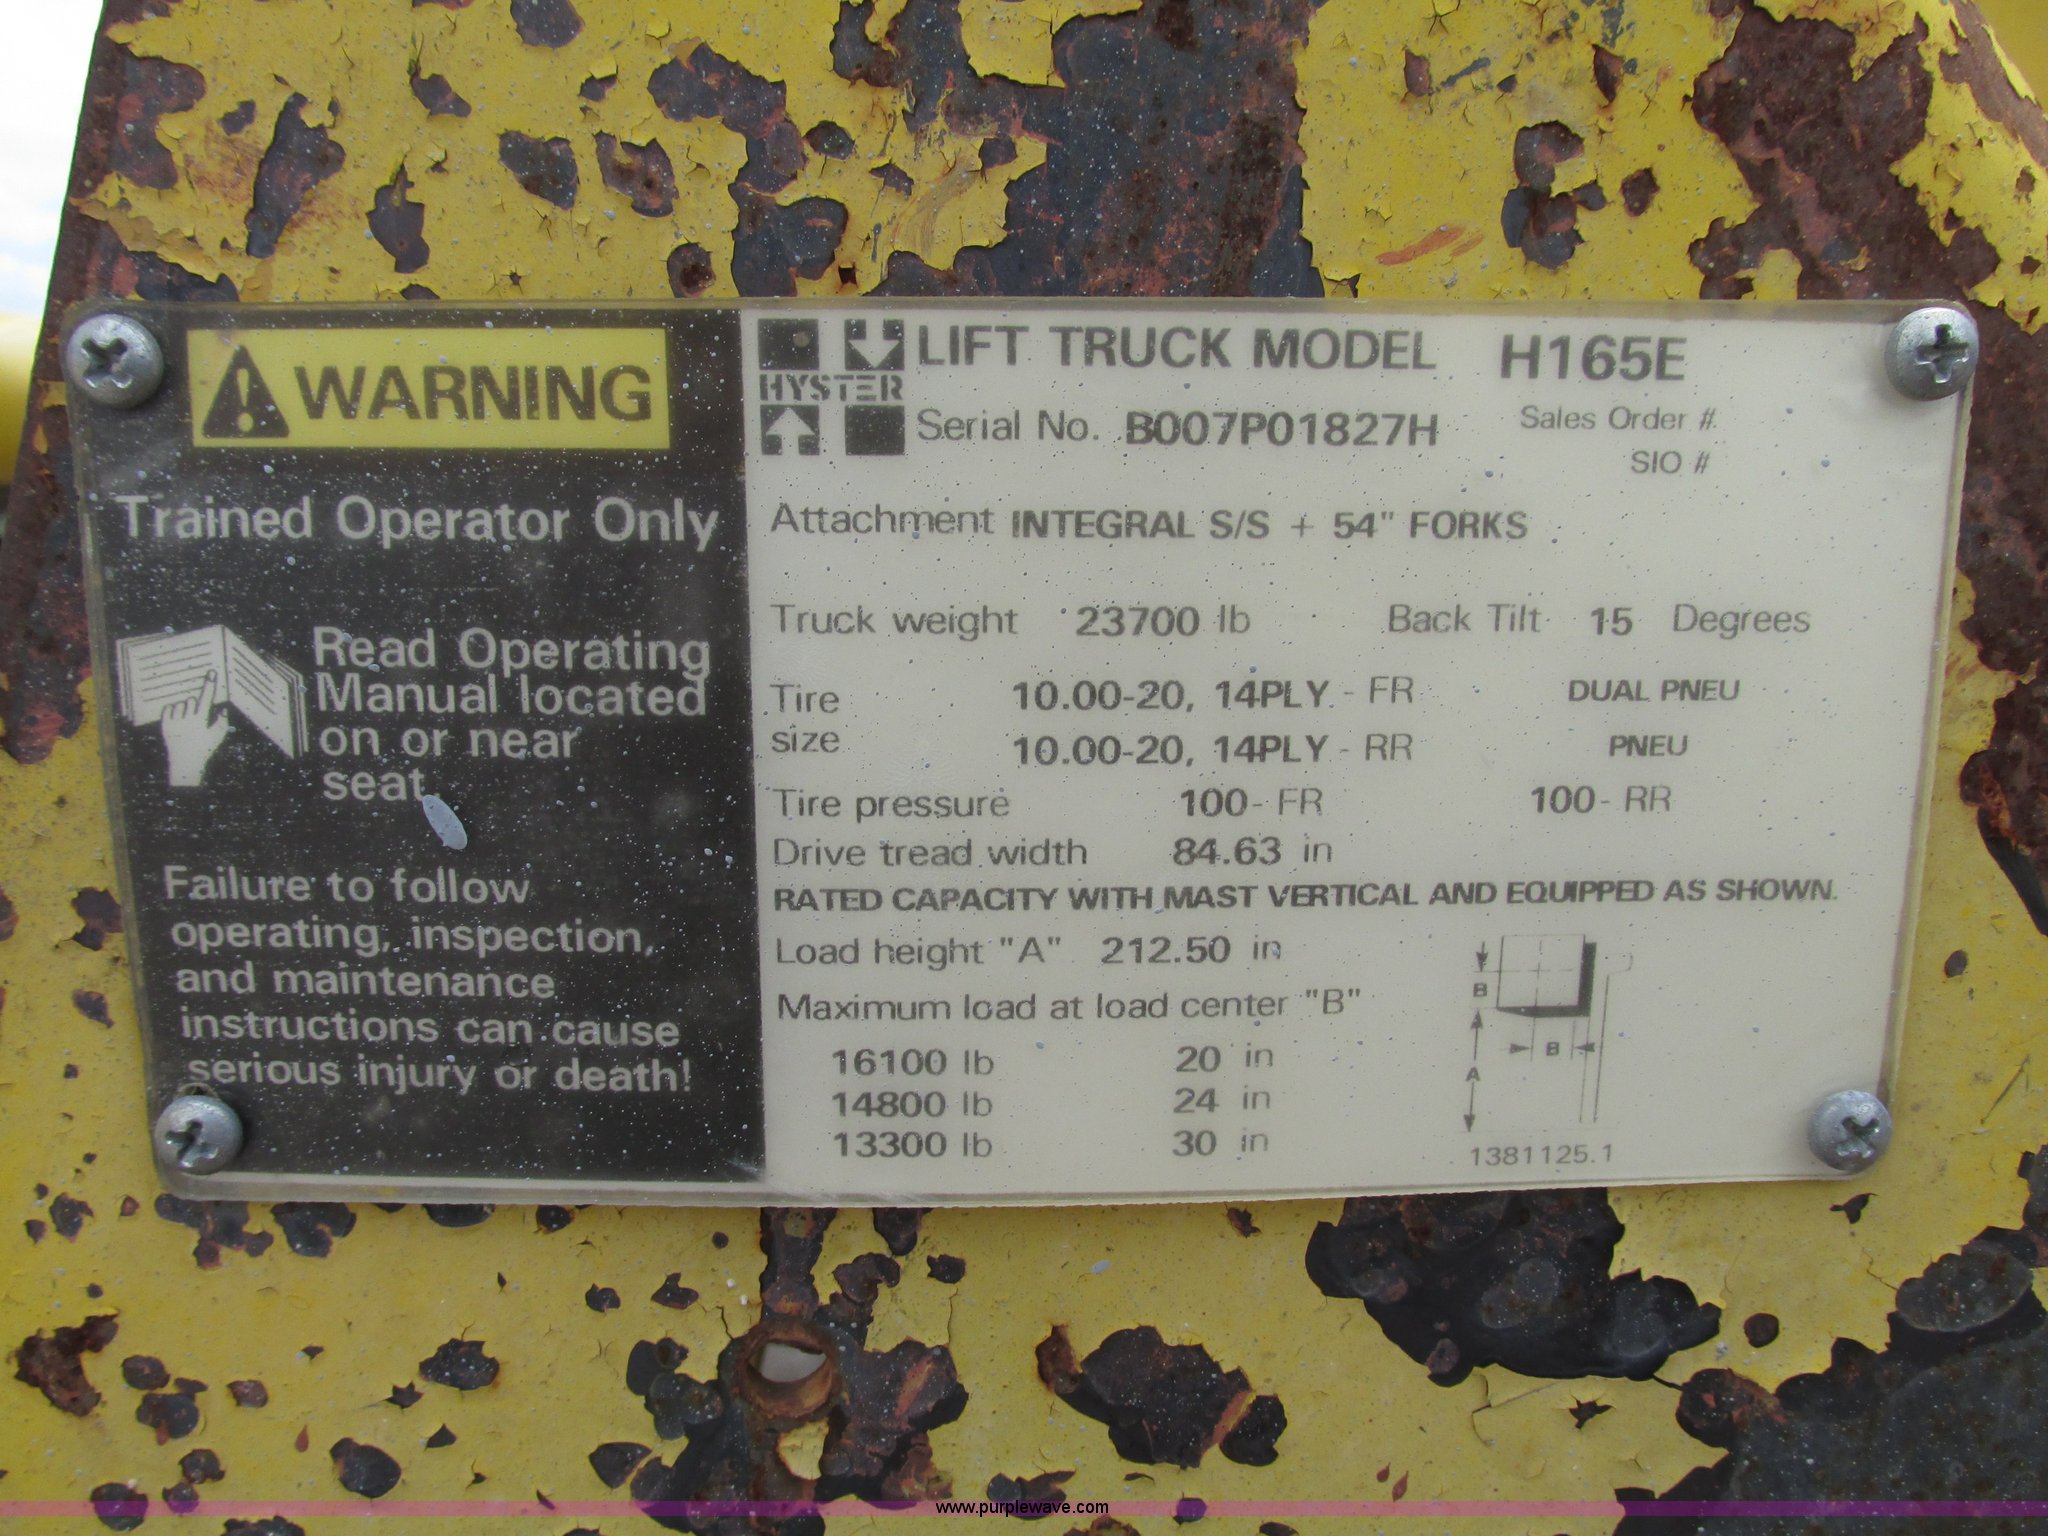 WARNING
Trained Operator Only
Read Operating
Manual located
on or near
seat.
Failure to follow
operating, inspection,
and maintenance
instructions can cause
serious injury or death!
HYSTER
LIFT TRUCK MODEL H165E
Serial No. B007P01827H
Sales Order #
SIO #
Attachment INTEGRAL S/S + 54" FORKS
Truck weight 23700 lb Back Tilt 15 Degrees
Tire size
10.00-20, 14PLY - FR DUAL PNEU
10.00-20, 14PLY - RR PNEU
Tire pressure 100- FR 100- RR
Drive tread width 84.63 in
RATED CAPACITY WITH MAST VERTICAL AND EQUIPPED AS SHOWN.
Load height "A" 212.50 in
Maximum load at load center "B"
16100 lb 20 in
14800 lb 24 in
13300 lb 30 in
B
B
A
1381125.1
www.purplewave.com